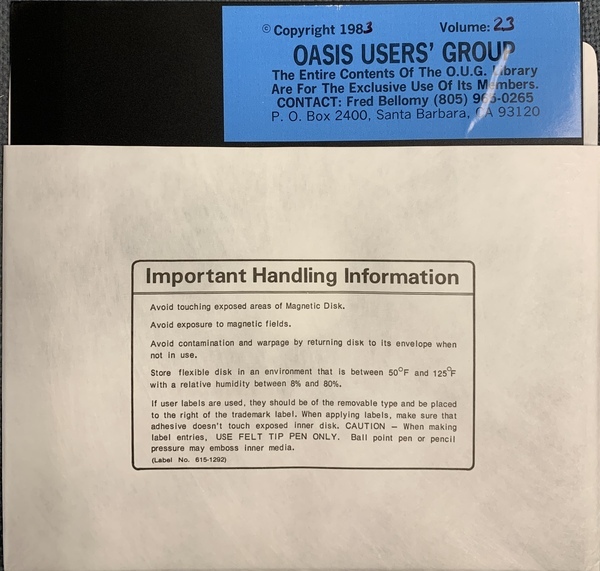 © Copyright 1983 Volume: 23
OASIS USERS' GROUP
The Entire Contents Of The O.U.G. Library
Are For The Exclusive Use Of Its Members.
CONTACT: Fred Bellomy (805) 965-0265
P. O. Box 2400, Santa Barbara, CA 93120
Important Handling Information
Avoid touching exposed areas of Magnetic Disk.
Avoid exposure to magnetic fields.
Avoid contamination and warpage by returning disk to its envelope when
not in use.
Store flexible disk in an environment that is between 50°F and 125°F
with a relative humidity between 8% and 80%.
If user labels are used, they should be of the removable type and be placed
to the right of the trademark label. When applying labels, make sure that
adhesive doesn't touch exposed inner disk. CAUTION – When making
label entries, USE FELT TIP PEN ONLY. Ball point pen or pencil
pressure may emboss inner media.
(Label No. 615-1292)